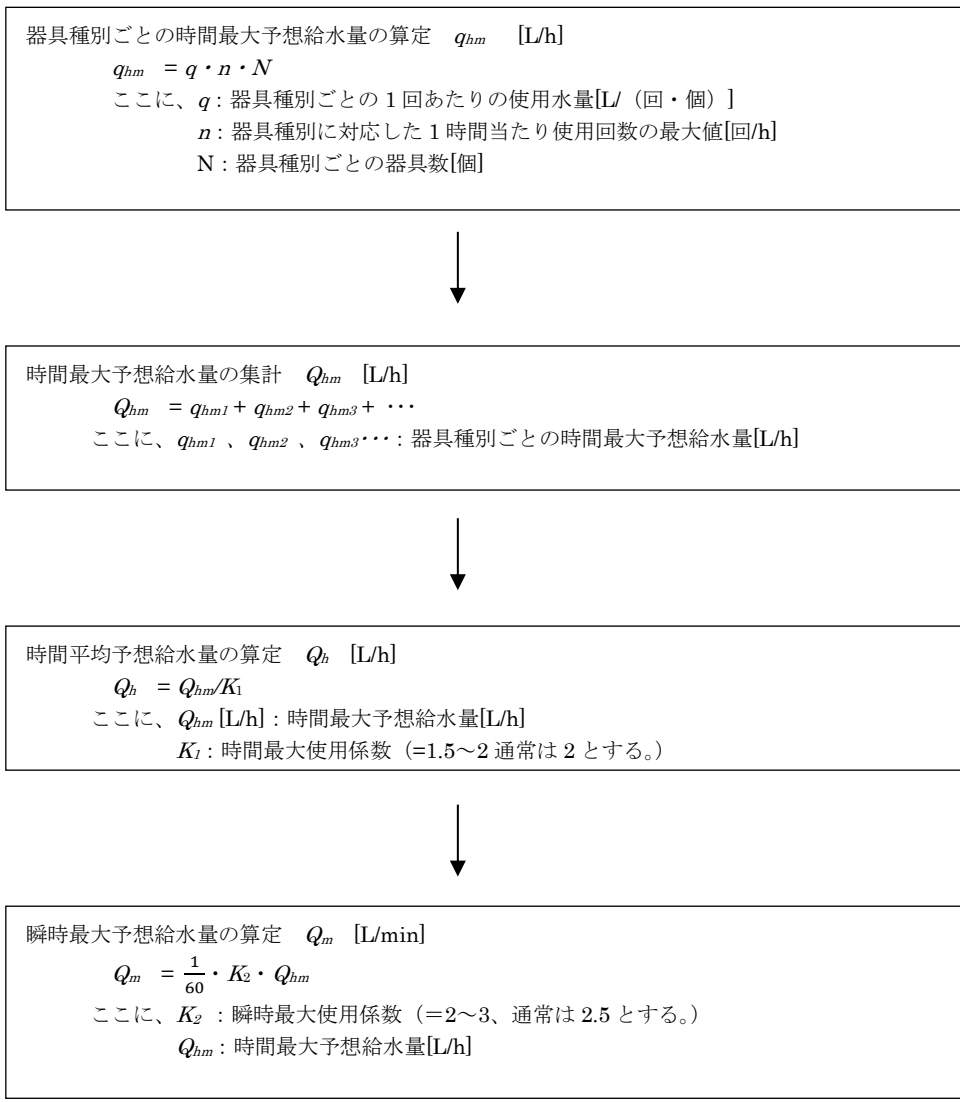 器具種別ごとの時間最大予想給水量の算定　qhm　[L/h]
qhm = q・n・N
ここに、q：器具種別ごとの 1 回あたりの使用水量[L/（回・個）]
n：器具種別に対応した 1 時間当たり使用回数の最大値[回/h]
N：器具種別ごとの器具数[個]
時間最大予想給水量の集計　Qhm　[L/h]
Qhm = qhm1 + qhm2 + qhm3 + ･･･
ここに、qhm1 、qhm2 、qhm3･･･：器具種別ごとの時間最大予想給水量[L/h]
時間平均予想給水量の算定　Qh　[L/h]
Qh = Qhm/K1
ここに、Qhm [L/h]：時間最大予想給水量[L/h]
K1：時間最大使用係数（=1.5～2 通常は 2 とする。）
瞬時最大予想給水量の算定　Qm　[L/min]
Qm = 1/60・K2・Qhm
ここに、K2 ：瞬時最大使用係数（＝2～3、通常は 2.5 とする。）
Qhm：時間最大予想給水量[L/h]